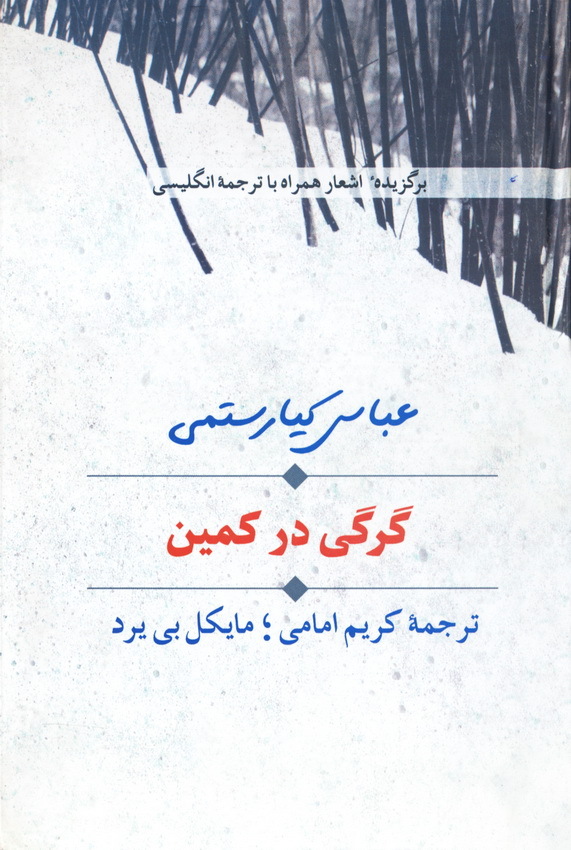 برگزیدهٔ اشعار همراه با ترجمهٔ انگلیسی
عباس کیارستمی
گرگی در کمین
ترجمهٔ کریم امامی ؛ مایکل بی یرد